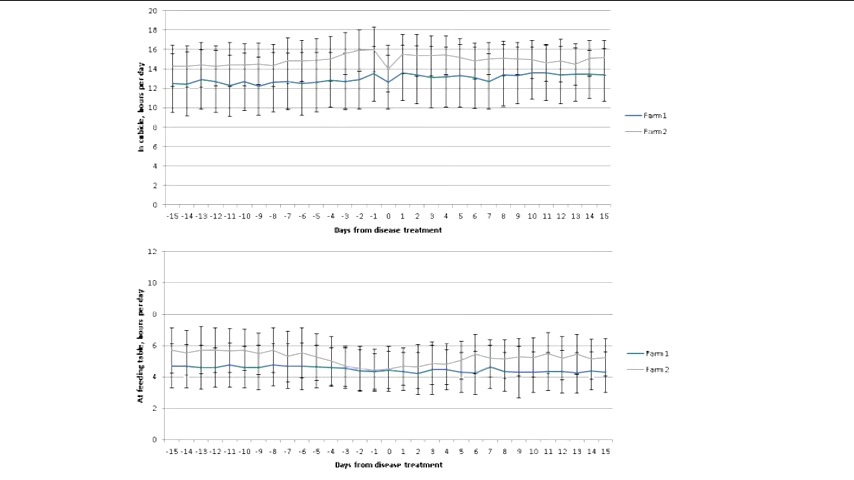 20
18
16
14
12
10
8
6
4
2
0
In cubicle, hours per day
-15 -14 -13 -12 -11 -10 -9 -8 -7 -6 -5 -4 -3 -2 -1 0 1 2 3 4 5 6 7 8 9 10 11 12 13 14 15
Days from disease treatment
Farm 1
Farm 2
12
10
8
6
4
2
0
At feeding table, hours per day
-15 -14 -13 -12 -11 -10 -9 -8 -7 -6 -5 -4 -3 -2 -1 0 1 2 3 4 5 6 7 8 9 10 11 12 13 14 15
Days from disease treatment
Farm 1
Farm 2